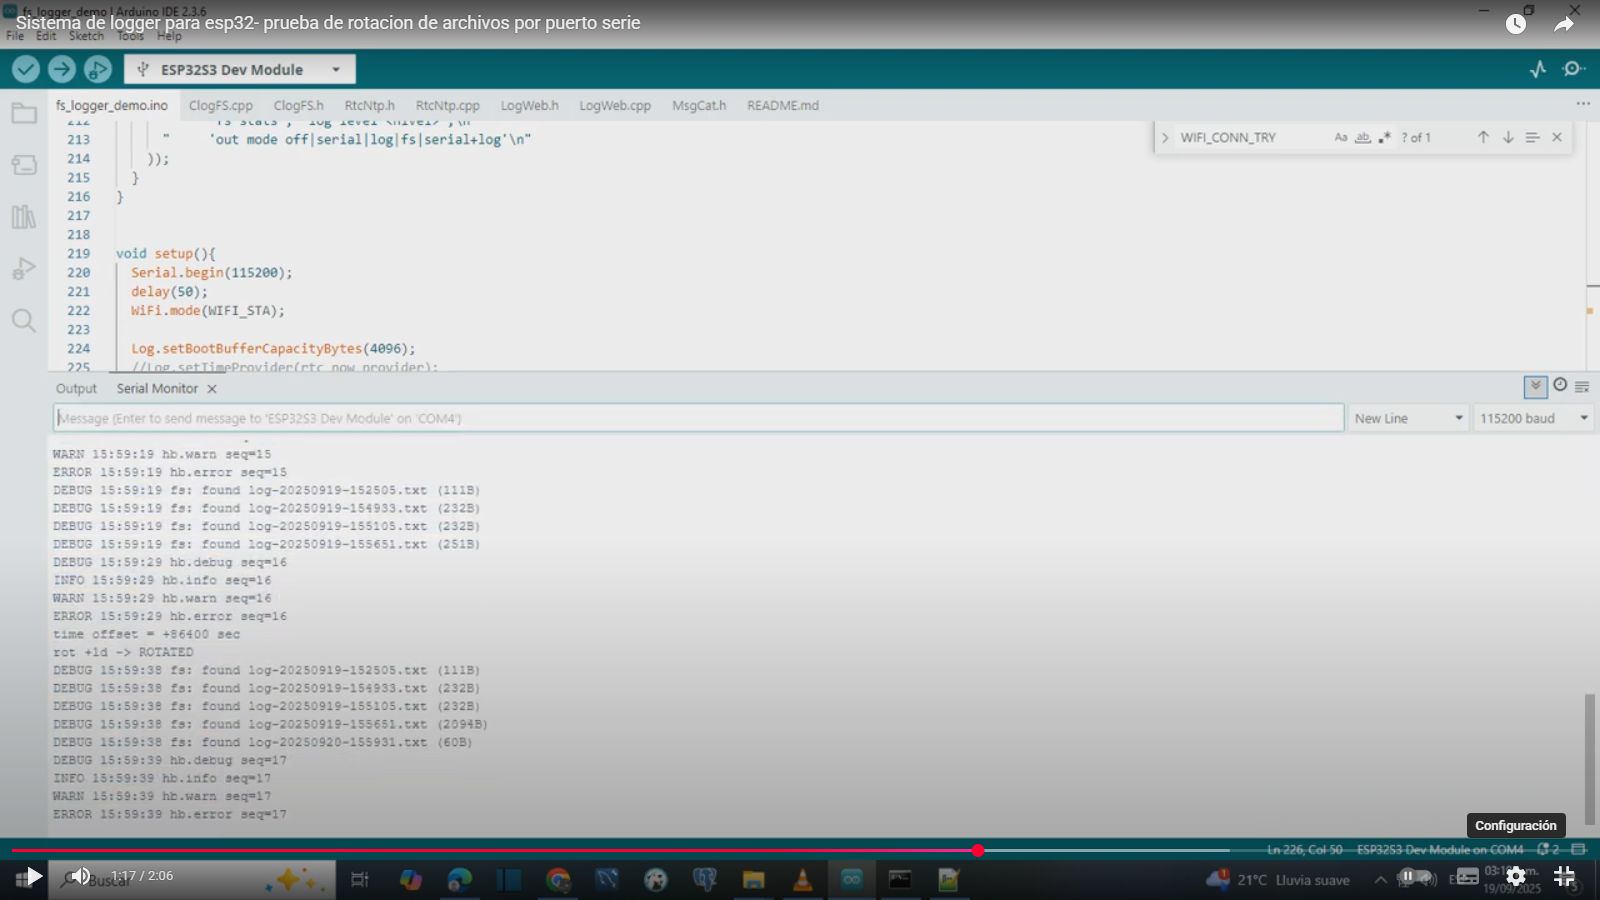 fs_logger_demo | Arduino IDE 2.3.6
Sistema de logger para esp32- prueba de rotacion de archivos por puerto serie
File Edit Sketch Tools Help
ESP32S3 Dev Module
fs_logger_demo.ino ClogFS.cpp ClogFS.h RtcNtp.h RtcNtp.cpp LogWeb.h LogWeb.cpp MsgCat.h README.md
212 'fs stats', 'log level <nivel>',\n"
213 " 'out mode off|serial|log|fs|serial+log'\n"
214 ));
215 }
216 }
217
218
219 void setup(){
220 Serial.begin(115200);
221 delay(50);
222 WiFi.mode(WIFI_STA);
223
224 Log.setBootBufferCapacityBytes(4096);
225 //Log.setTimeProvider(rtc_now_provider);
WIFI_CONN_TRY Aa ab .* ? of 1
Output Serial Monitor
Message (Enter to send message to 'ESP32S3 Dev Module' on 'COM4')
New Line 115200 baud
WARN 15:59:19 hb.warn seq=15
ERROR 15:59:19 hb.error seq=15
DEBUG 15:59:19 fs: found log-20250919-152505.txt (111B)
DEBUG 15:59:19 fs: found log-20250919-154933.txt (232B)
DEBUG 15:59:19 fs: found log-20250919-155105.txt (232B)
DEBUG 15:59:19 fs: found log-20250919-155651.txt (251B)
DEBUG 15:59:29 hb.debug seq=16
INFO 15:59:29 hb.info seq=16
WARN 15:59:29 hb.warn seq=16
ERROR 15:59:29 hb.error seq=16
time offset = +86400 sec
rot +1d -> ROTATED
DEBUG 15:59:38 fs: found log-20250919-152505.txt (111B)
DEBUG 15:59:38 fs: found log-20250919-154933.txt (232B)
DEBUG 15:59:38 fs: found log-20250919-155105.txt (232B)
DEBUG 15:59:38 fs: found log-20250919-155651.txt (2094B)
DEBUG 15:59:38 fs: found log-20250920-155931.txt (60B)
DEBUG 15:59:39 hb.debug seq=17
INFO 15:59:39 hb.info seq=17
WARN 15:59:39 hb.warn seq=17
ERROR 15:59:39 hb.error seq=17
Configuración
Ln 226, Col 50 ESP32S3 Dev Module on COM4 2
Buscar
1:17 / 2:06
21°C Lluvia suave
19/09/2025